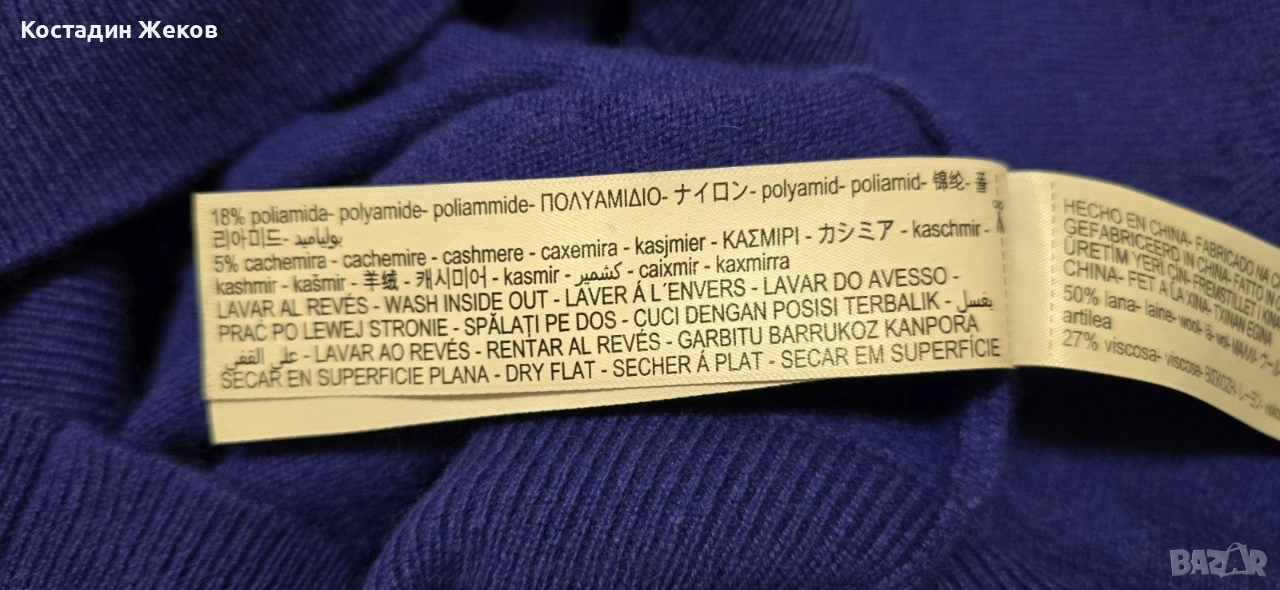 Костадин Жеков
18% poliamida- polyamide- poliammide- ΠΟΛΥΑΜΙΔΙΟ- ナイロン- polyamid- poliamid- 锦纶- 폴
리아미드- بوليأميد
5% cachemira - cachemire - cashmere - caxemira - kasjmier - ΚΑΣΜΙΡΙ - カシミア - kaschmir -
kashmir - kašmir - 羊绒 - 캐시미어 - kasmir - كشمير - caixmir - kaxmirra
LAVAR AL REVÉS - WASH INSIDE OUT - LAVER Á L´ENVERS - LAVAR DO AVESSO -
PRAĆ PO LEWEJ STRONIE - SPĂLAȚI PE DOS - CUCI DENGAN POSISI TERBALIK - يغسل
على القفى - LAVAR AO REVÉS - RENTAR AL REVÉS - GARBITU BARRUKOZ KANPORA
SECAR EN SUPERFICIE PLANA - DRY FLAT - SECHER Á PLAT - SECAR EM SUPERFÍCIE
HECHO EN CHINA- FABRICADO NA
GEFABRICEERD IN CHINA- FATTO IN
ÜRETİM YERİ ÇİN- FREMSTILLET I KINA
CHINA- FET A LA XINA- TXINAN EGINA
50% lana- laine- wool-
artilea
27% viscosa- viscose-
BAZAR